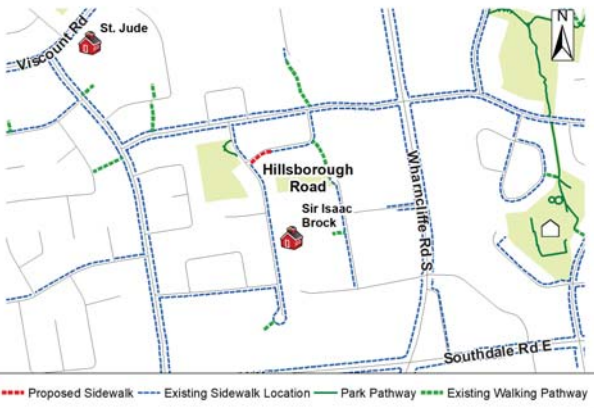 N
St. Jude
Viscount Rd
Hillsborough
Road
Sir Isaac
Brock
Wharncliffe Rd S
Southdale Rd E
Proposed Sidewalk
Existing Sidewalk Location
Park Pathway
Existing Walking Pathway